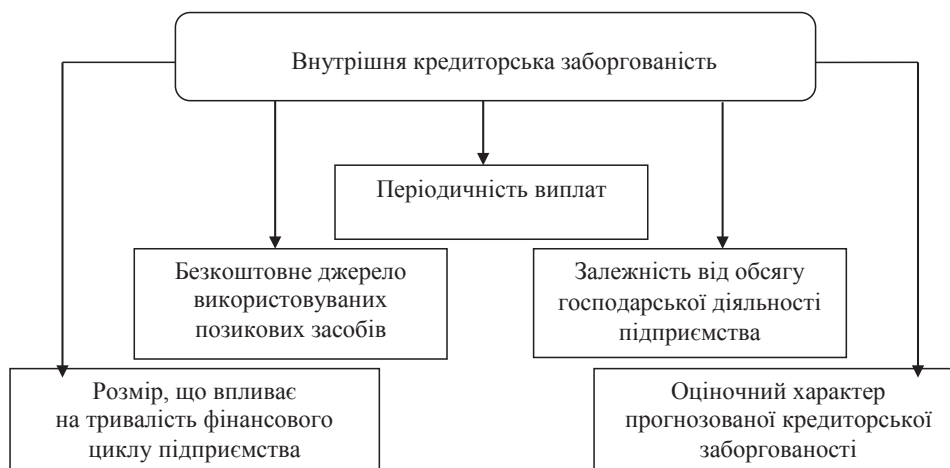 Внутрішня кредиторська заборгованість
Періодичність виплат
Безкоштовне джерело
використовуваних
позикових засобів
Залежність від обсягу
господарської діяльності
підприємства
Розмір, що впливає
на тривалість фінансового
циклу підприємства
Оціночний характер
прогнозованої кредиторської
заборгованості